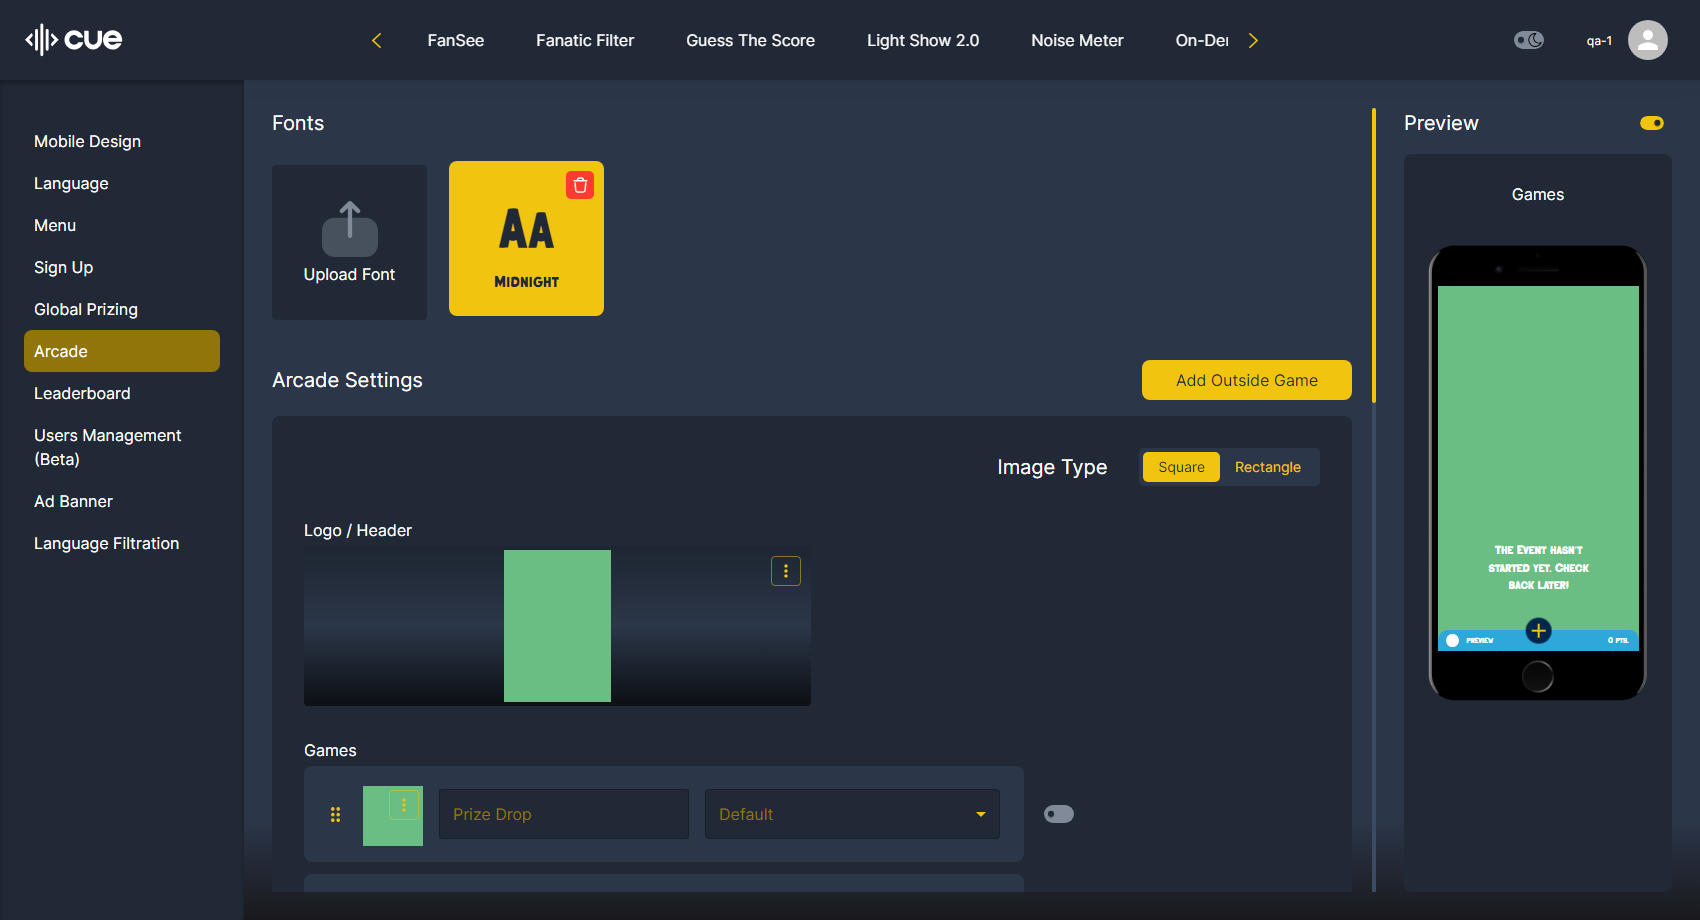 cue
FanSee
Fanatic Filter
Guess The Score
Light Show 2.0
Noise Meter
On-De
qa-1
Mobile Design
Language
Menu
Sign Up
Global Prizing
Arcade
Leaderboard
Users Management
(Beta)
Ad Banner
Language Filtration
Fonts
Upload Font
AA
MIDNIGHT
Arcade Settings
Add Outside Game
Image Type
Square
Rectangle
Logo / Header
Games
Prize Drop
Default
Preview
Games
THE EVENT HASN'T
STARTED YET. CHECK
BACK LATER!
PREVIEW
0 PTS.